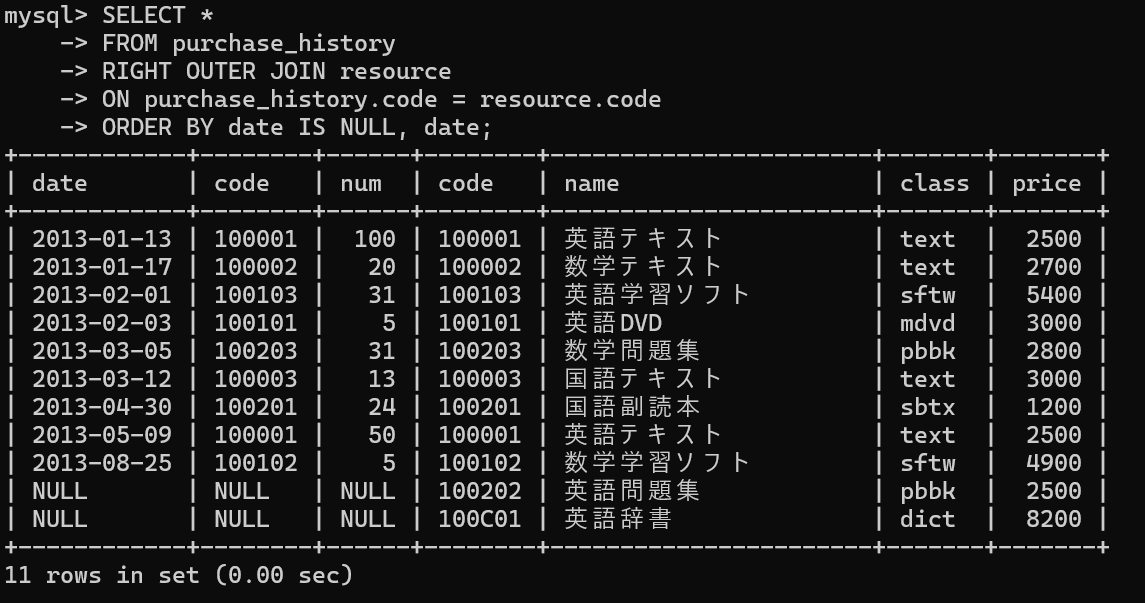 mysql> SELECT *
    -> FROM purchase_history
    -> RIGHT OUTER JOIN resource
    -> ON purchase_history.code = resource.code
    -> ORDER BY date IS NULL, date;
+------------+--------+------+--------+-----------------------+-------+-------+
| date       | code   | num  | code   | name                  | class | price |
+------------+--------+------+--------+-----------------------+-------+-------+
| 2013-01-13 | 100001 |  100 | 100001 | 英語テキスト          | text  |  2500 |
| 2013-01-17 | 100002 |   20 | 100002 | 数学テキスト          | text  |  2700 |
| 2013-02-01 | 100103 |   31 | 100103 | 英語学習ソフト        | sftw  |  5400 |
| 2013-02-03 | 100101 |    5 | 100101 | 英語DVD               | mdvd  |  3000 |
| 2013-03-05 | 100203 |   31 | 100203 | 数学問題集            | pbbk  |  2800 |
| 2013-03-12 | 100003 |   13 | 100003 | 国語テキスト          | text  |  3000 |
| 2013-04-30 | 100201 |   24 | 100201 | 国語副読本            | sbtx  |  1200 |
| 2013-05-09 | 100001 |   50 | 100001 | 英語テキスト          | text  |  2500 |
| 2013-08-25 | 100102 |    5 | 100102 | 数学学習ソフト        | sftw  |  4900 |
| NULL       | NULL   | NULL | 100202 | 英語問題集            | pbbk  |  2500 |
| NULL       | NULL   | NULL | 100C01 | 英語辞書              | dict  |  8200 |
+------------+--------+------+--------+-----------------------+-------+-------+
11 rows in set (0.00 sec)